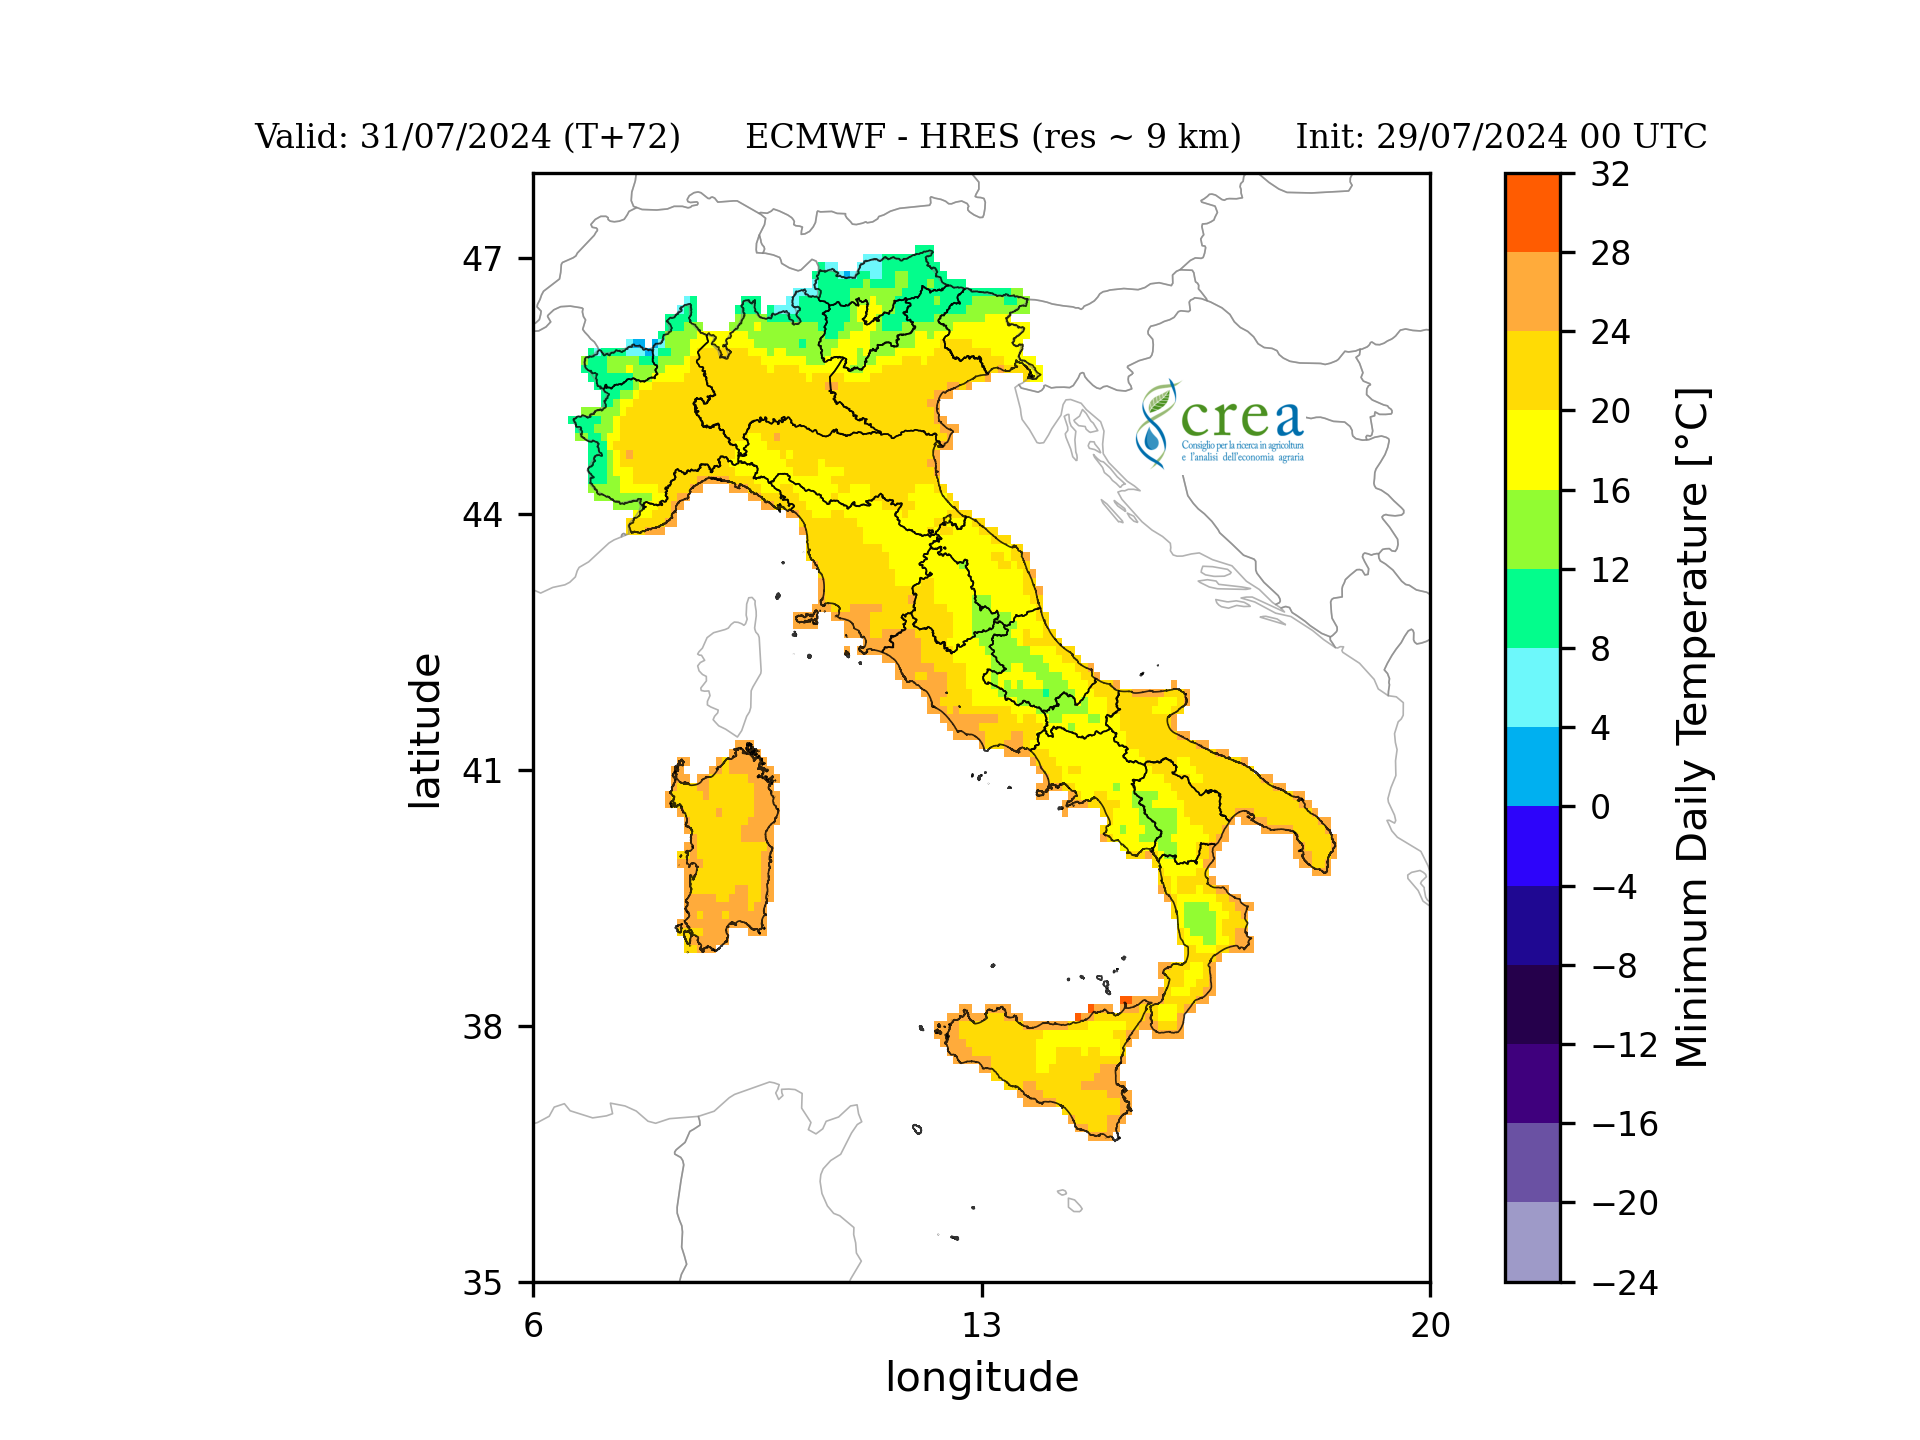 Valid: 31/07/2024 (T+72) ECMWF - HRES (res ~ 9 km) Init: 29/07/2024 00 UTC
47
44
41
38
35
latitude
6 13 20
longitude
crea
Consiglio per la ricerca in agricoltura
e l'analisi dell'economia agraria
32
28
24
20
16
12
8
4
0
−4
−8
−12
−16
−20
−24
Minimum Daily Temperature [°C]